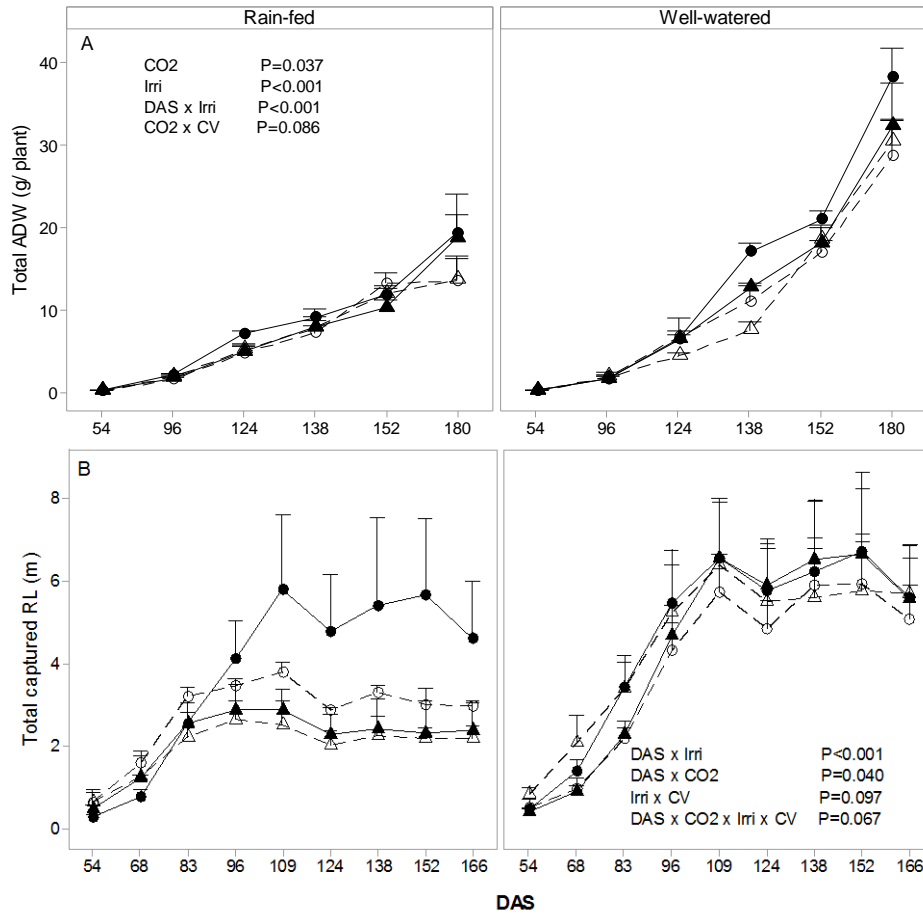 Rain-fed
Well-watered
A
CO2 P=0.037
Irri P<0.001
DAS x Irri P<0.001
CO2 x CV P=0.086
Total ADW (g/ plant)
40
30
20
10
0
54 96 124 138 152 180
54 96 124 138 152 180
B
Total captured RL (m)
8
6
4
2
0
DAS x Irri P<0.001
DAS x CO2 P=0.040
Irri x CV P=0.097
DAS x CO2 x Irri x CV P=0.067
54 68 83 96 109 124 138 152 166
54 68 83 96 109 124 138 152 166
DAS